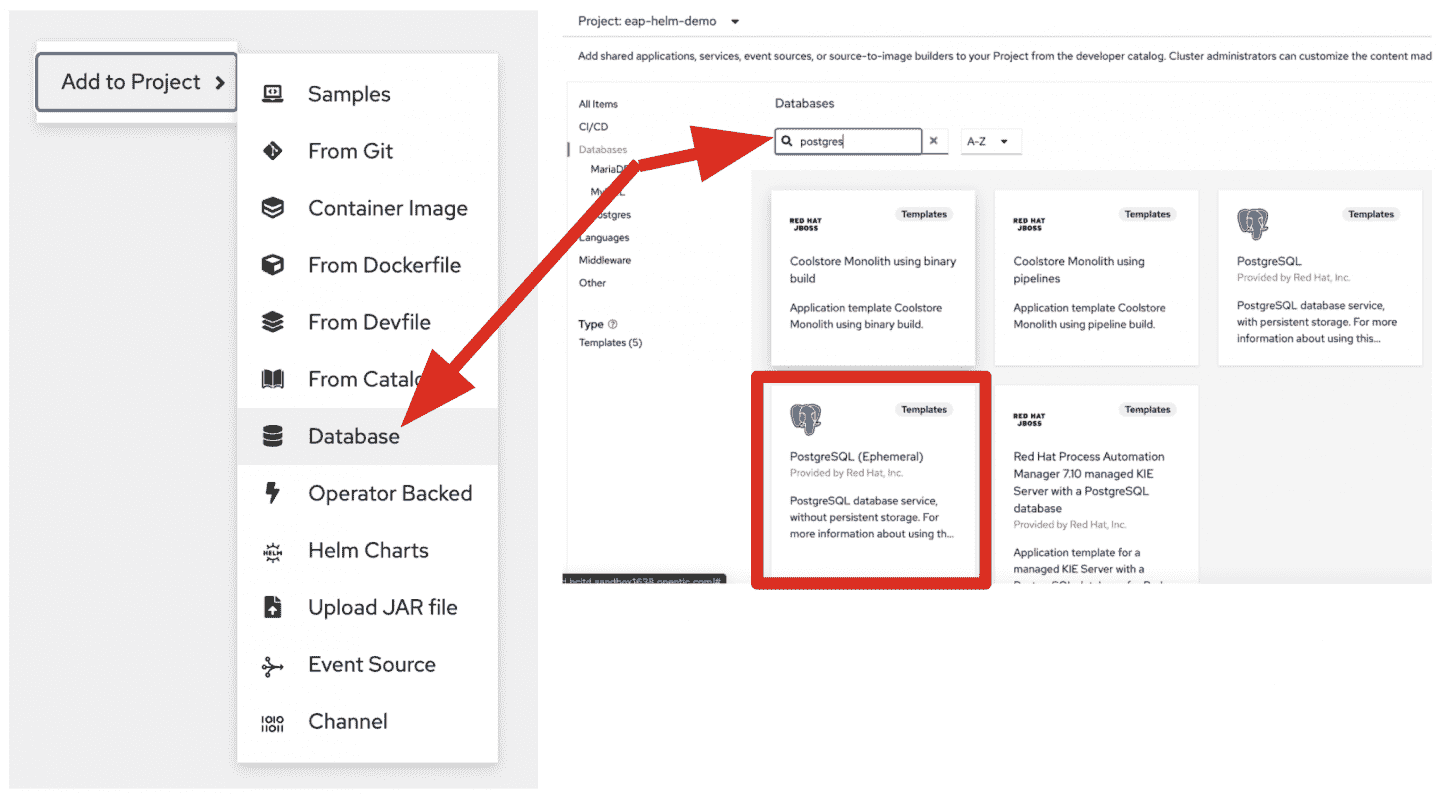 Add to Project
Samples
From Git
Container Image
From Dockerfile
From Devfile
From Catalo
Database
Operator Backed
HELM
Helm Charts
Upload JAR file
Event Source
Channel
Project: eap-helm-demo
Add shared applications, services, event sources, or source-to-image builders to your Project from the developer catalog. Cluster administrators can customize the content mad
All Items
CI/CD
Databases
MariaD
My
ostgres
Languages
Middleware
Other
Type
Templates (5)
Databases
postgres
A-Z
RED HAT
JBOSS
Templates
Coolstore Monolith using binary
build
Application template Coolstore
Monolith using binary build.
RED HAT
JBOSS
Templates
Coolstore Monolith using
pipelines
Application template Coolstore
Monolith using pipeline build.
Templates
PostgreSQL
Provided by Red Hat, Inc.
PostgreSQL database service,
with persistent storage. For more
information about using this...
Templates
PostgreSQL (Ephemeral)
Provided by Red Hat, Inc.
PostgreSQL database service,
without persistent storage. For
more information about using th...
RED HAT
JBOSS
Templates
Red Hat Process Automation
Manager 7.10 managed KIE
Server with a PostgreSQL
database
Provided by Red Hat, Inc.
Application template for a
managed KIE Server with a